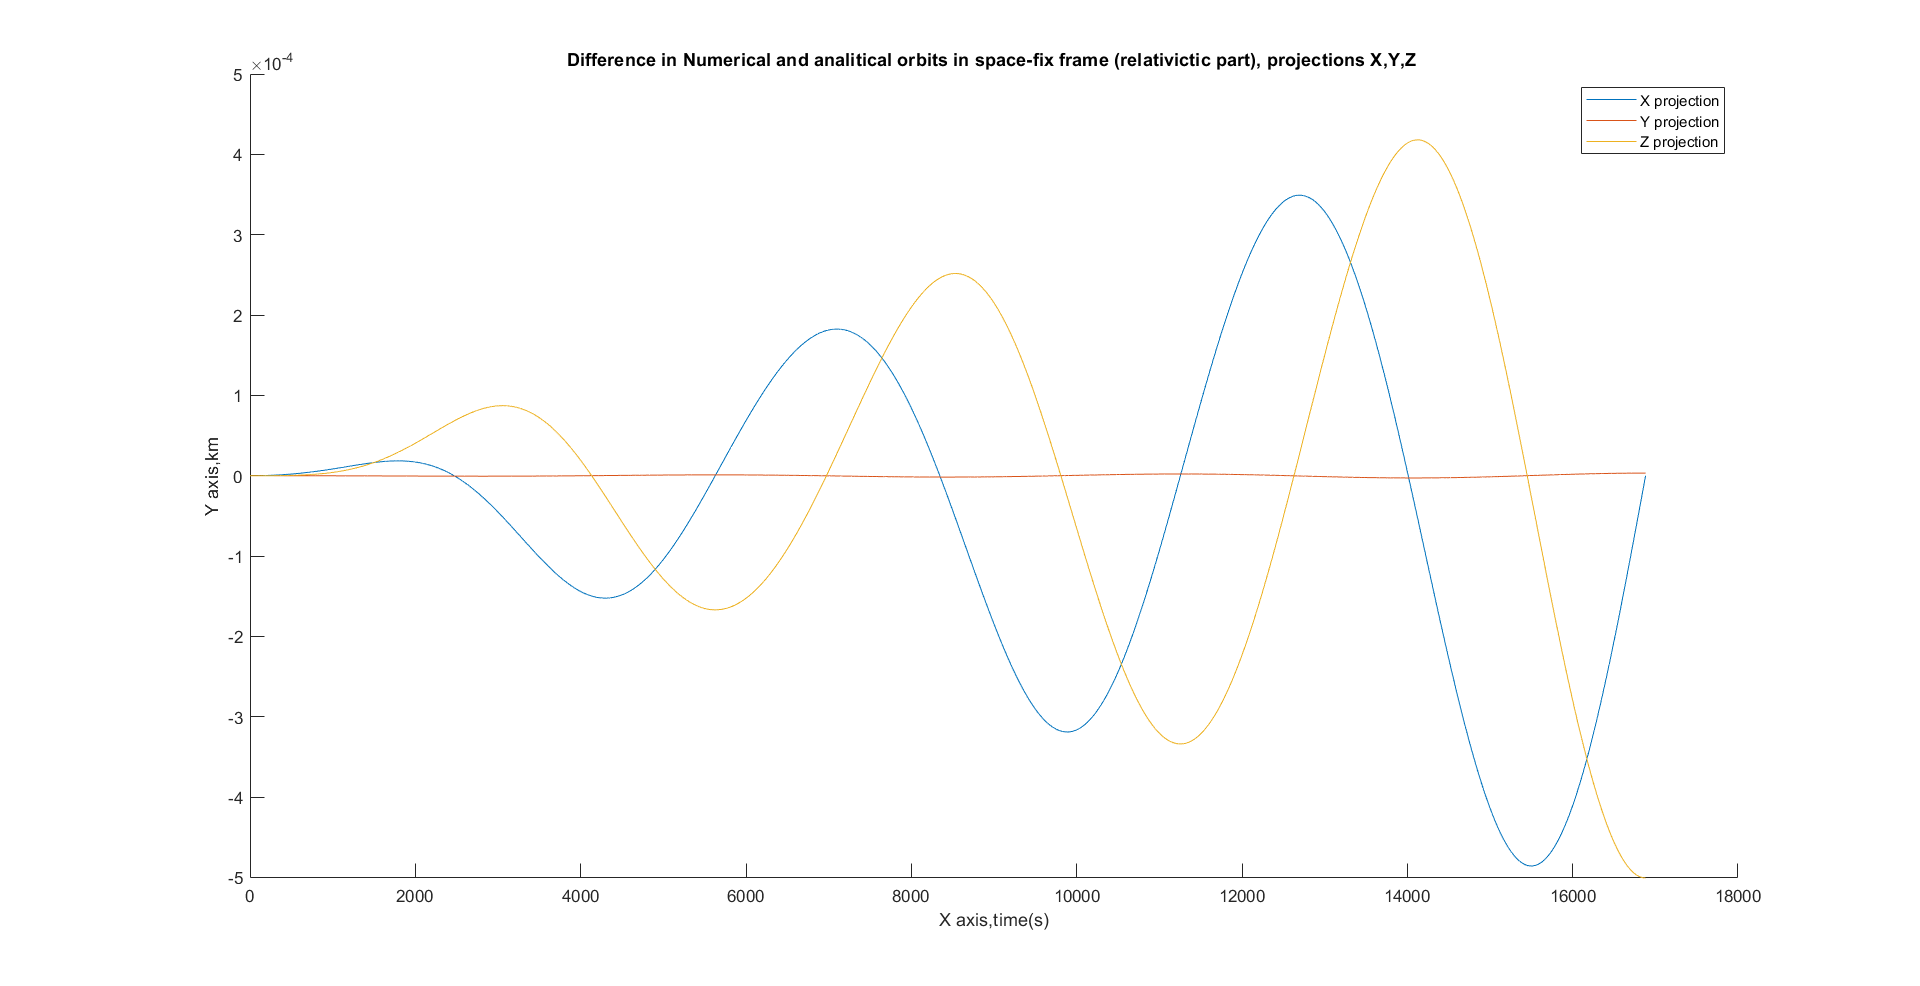 Difference in Numerical and analitical orbits in space-fix frame (relativictic part), projections X,Y,Z
×10-4
5
4
3
2
1
0
-1
-2
-3
-4
-5
Y axis,km
X projection
Y projection
Z projection
0 2000 4000 6000 8000 10000 12000 14000 16000 18000
X axis,time(s)